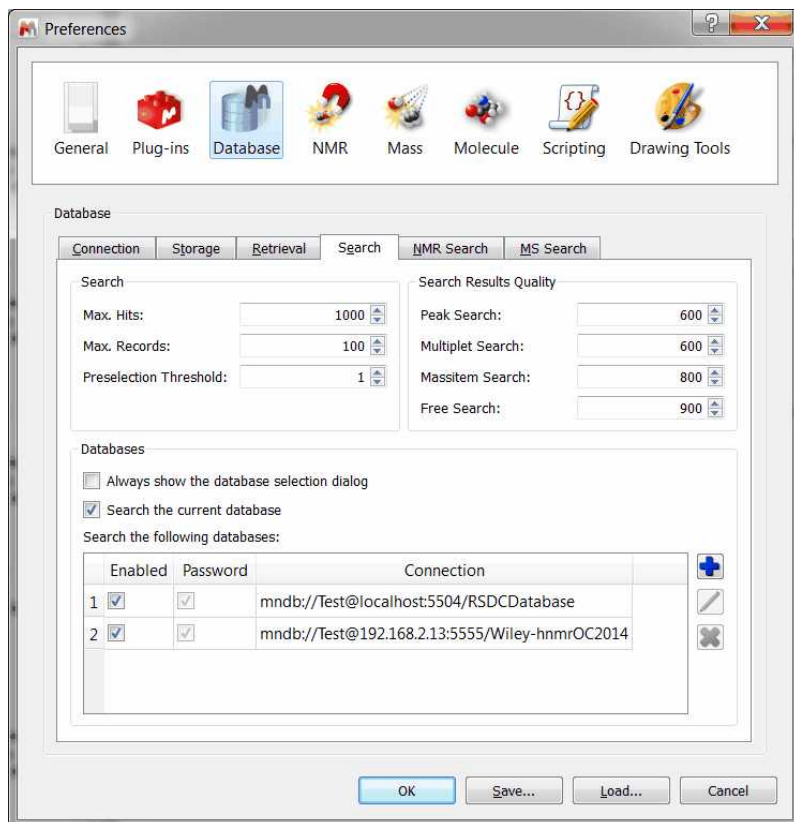 Preferences
General Plug-ins Database NMR Mass Molecule Scripting Drawing Tools
Database
Connection Storage Retrieval Search NMR Search MS Search
Search
Max. Hits: 1000
Max. Records: 100
Preselection Threshold: 1
Search Results Quality
Peak Search: 600
Multiplet Search: 600
Massitem Search: 800
Free Search: 900
Databases
Always show the database selection dialog
Search the current database
Search the following databases:
Enabled Password Connection
1 mndb://Test@localhost:5504/RSDCDatabase
2 mndb://Test@192.168.2.13:5555/Wiley-hnmrOC2014
OK Save... Load... Cancel